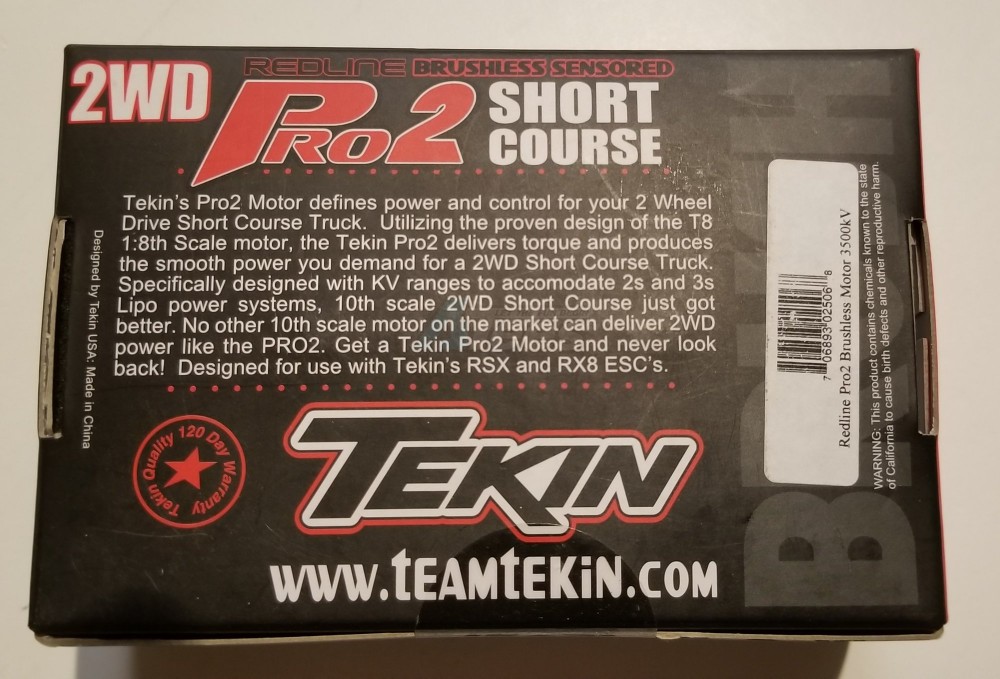 2WD
REDLINE BRUSHLESS SENSORED
PRO2 SHORT COURSE
Tekin's Pro2 Motor defines power and control for your 2 Wheel
Drive Short Course Truck. Utilizing the proven design of the T8
1:8th Scale motor, the Tekin Pro2 delivers torque and produces
the smooth power you demand for a 2WD Short Course Truck.
Specifically designed with KV ranges to accomodate 2s and 3s
Lipo power systems, 10th scale 2WD Short Course just got
better. No other 10th scale motor on the market can deliver 2WD
power like the PRO2. Get a Tekin Pro2 Motor and never look
back! Designed for use with Tekin's RSX and RX8 ESC's.
Designed by Tekin USA: Made in China
Tekin Quality 120 Day Warranty
TEKIN
www.teamtekin.com
7 06893 02506 8
Redline Pro2 Brushless Motor 3500kV
WARNING: This product contains chemicals known to the state
of California to cause birth defects and other reproductive harm.